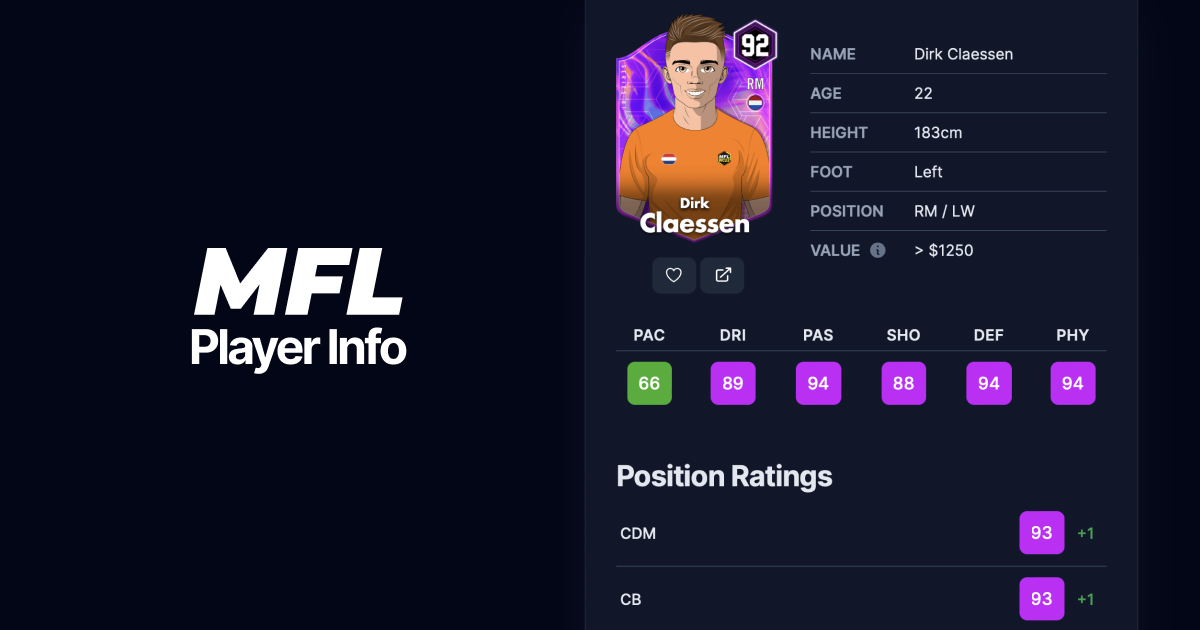 MFL
Player Info
92
RM
Dirk
Claessen
NAME Dirk Claessen
AGE 22
HEIGHT 183cm
FOOT Left
POSITION RM / LW
VALUE > $1250
PAC DRI PAS SHO DEF PHY
66 89 94 88 94 94
Position Ratings
CDM 93 +1
CB 93 +1